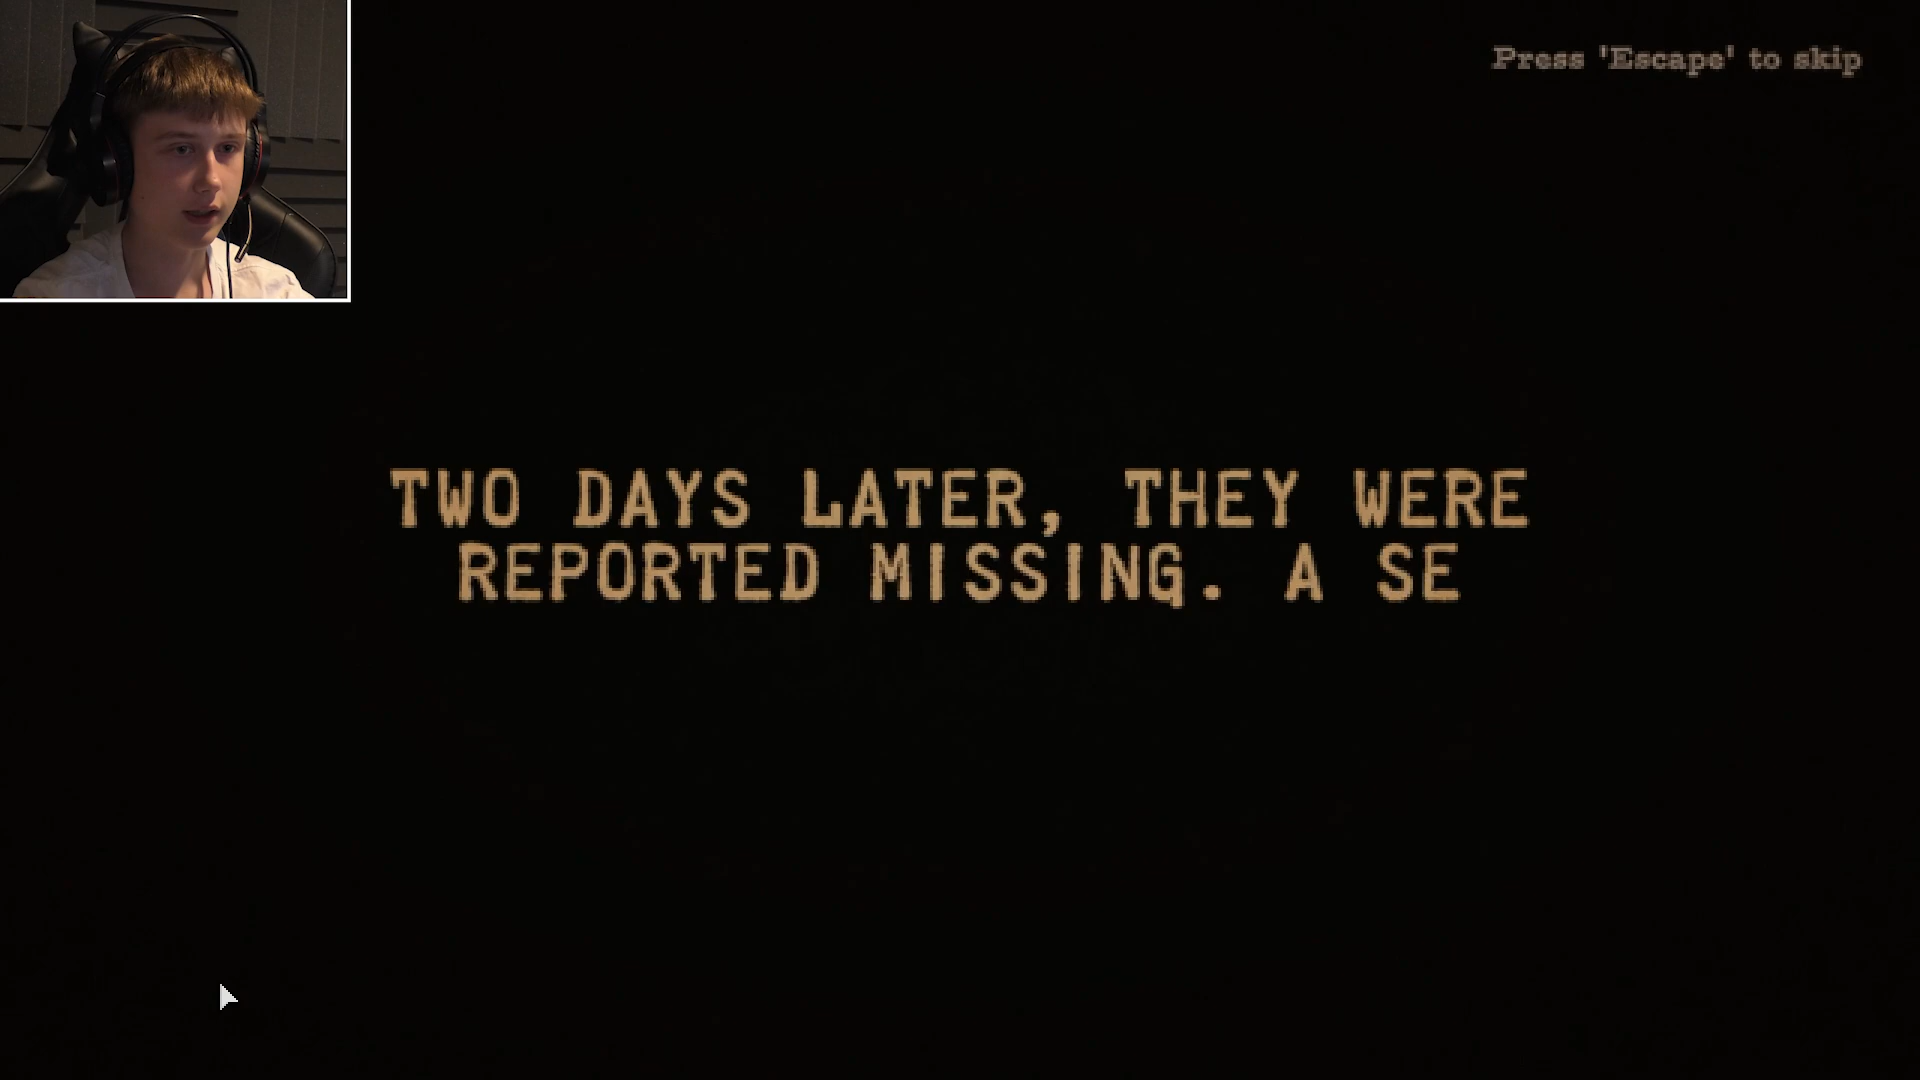 Press 'Escape' to skip
TWO DAYS LATER, THEY WERE
REPORTED MISSING. A SE